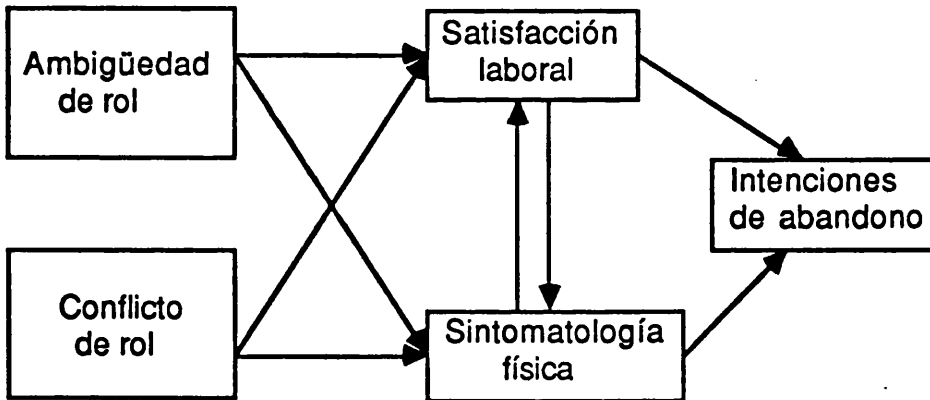 Ambigüedad
de rol
Satisfacción
laboral
Intenciones
de abandono
Conflicto
de rol
Sintomatología
física